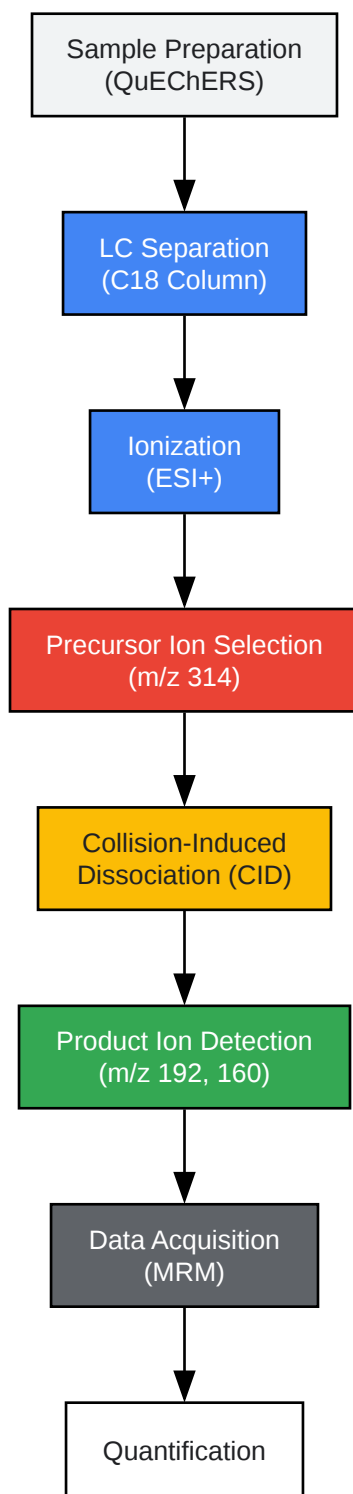 Sample Preparation
(QuEChERS)
LC Separation
(C18 Column)
Ionization
(ESI+)
Precursor Ion Selection
(m/z 314)
Collision-Induced
Dissociation (CID)
Product Ion Detection
(m/z 192, 160)
Data Acquisition
(MRM)
Quantification